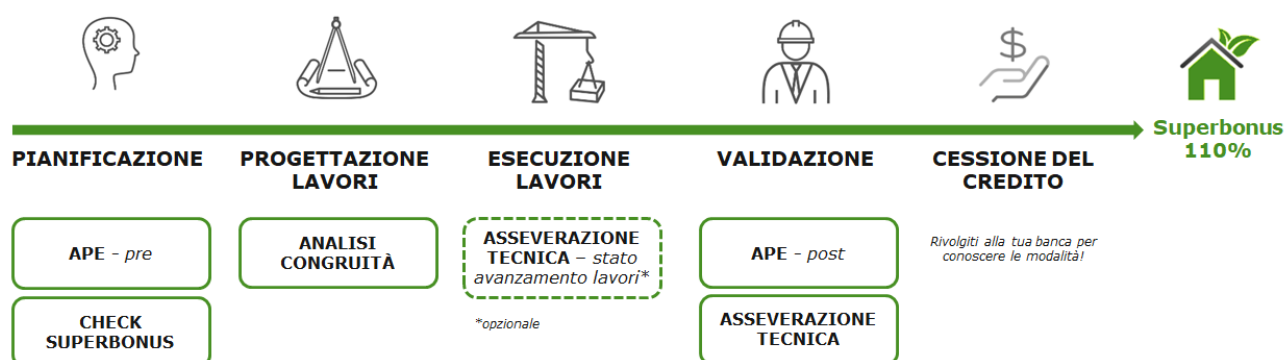 Superbonus
110%
PIANIFICAZIONE
PROGETTAZIONE
LAVORI
ESECUZIONE
LAVORI
VALIDAZIONE
CESSIONE DEL
CREDITO
APE – pre
CHECK
SUPERBONUS
ANALISI
CONGRUITÀ
ASSEVERAZIONE
TECNICA – stato
avanzamento lavori*
*opzionale
APE – post
ASSEVERAZIONE
TECNICA
Rivolgiti alla tua banca per
conoscere le modalità!
$